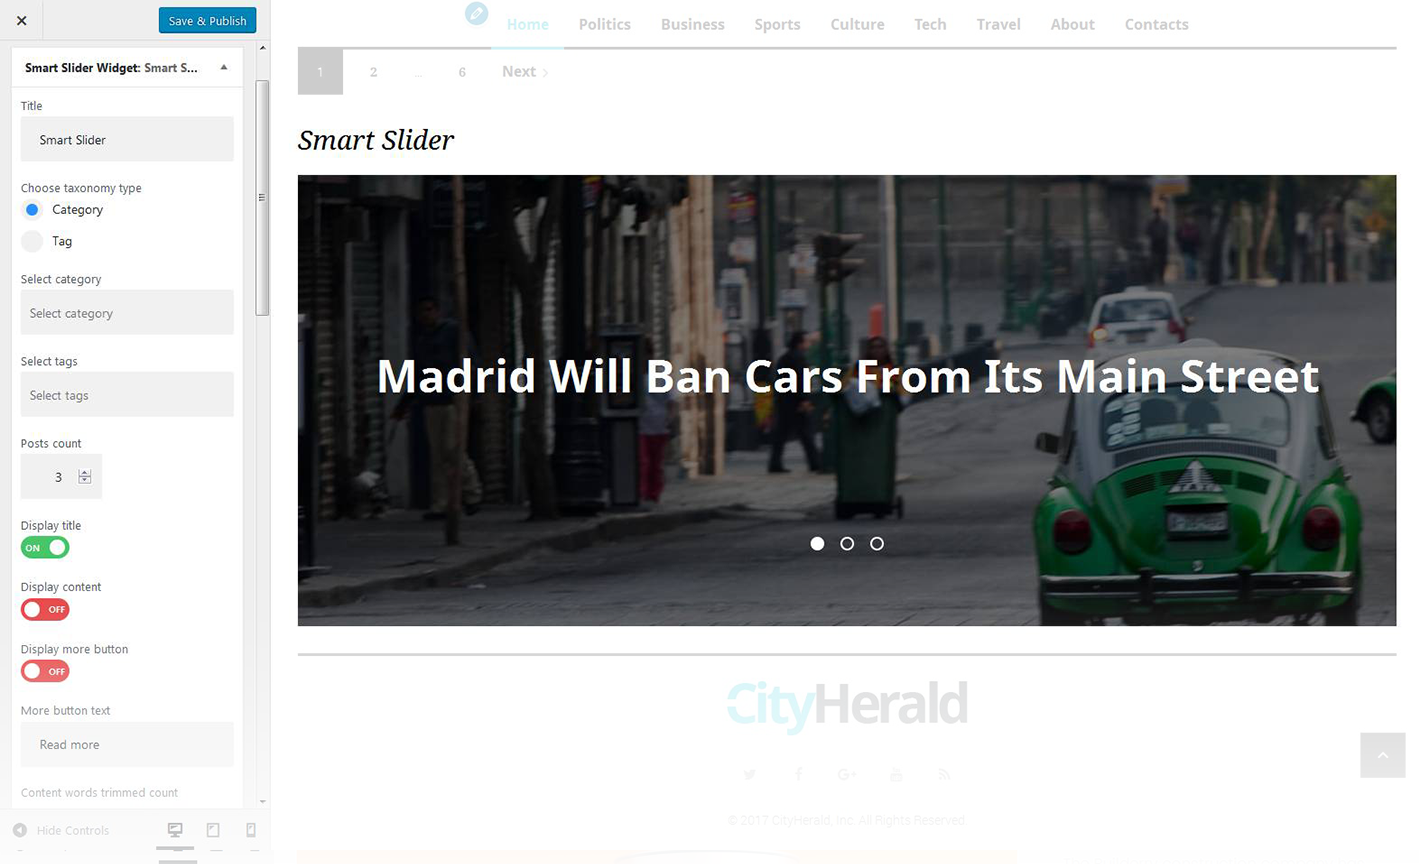 Save & Publish
Smart Slider Widget: Smart S...
Title
Smart Slider
Choose taxonomy type
Category
Tag
Select category
Select category
Select tags
Select tags
Posts count
3
Display title
ON
Display content
OFF
Display more button
OFF
More button text
Read more
Content words trimmed count
Hide Controls
Home Politics Business Sports Culture Tech Travel About Contacts
1 2 ... 6 Next
Smart Slider
Madrid Will Ban Cars From Its Main Street
CityHerald
© 2017 CityHerald, Inc. All Rights Reserved